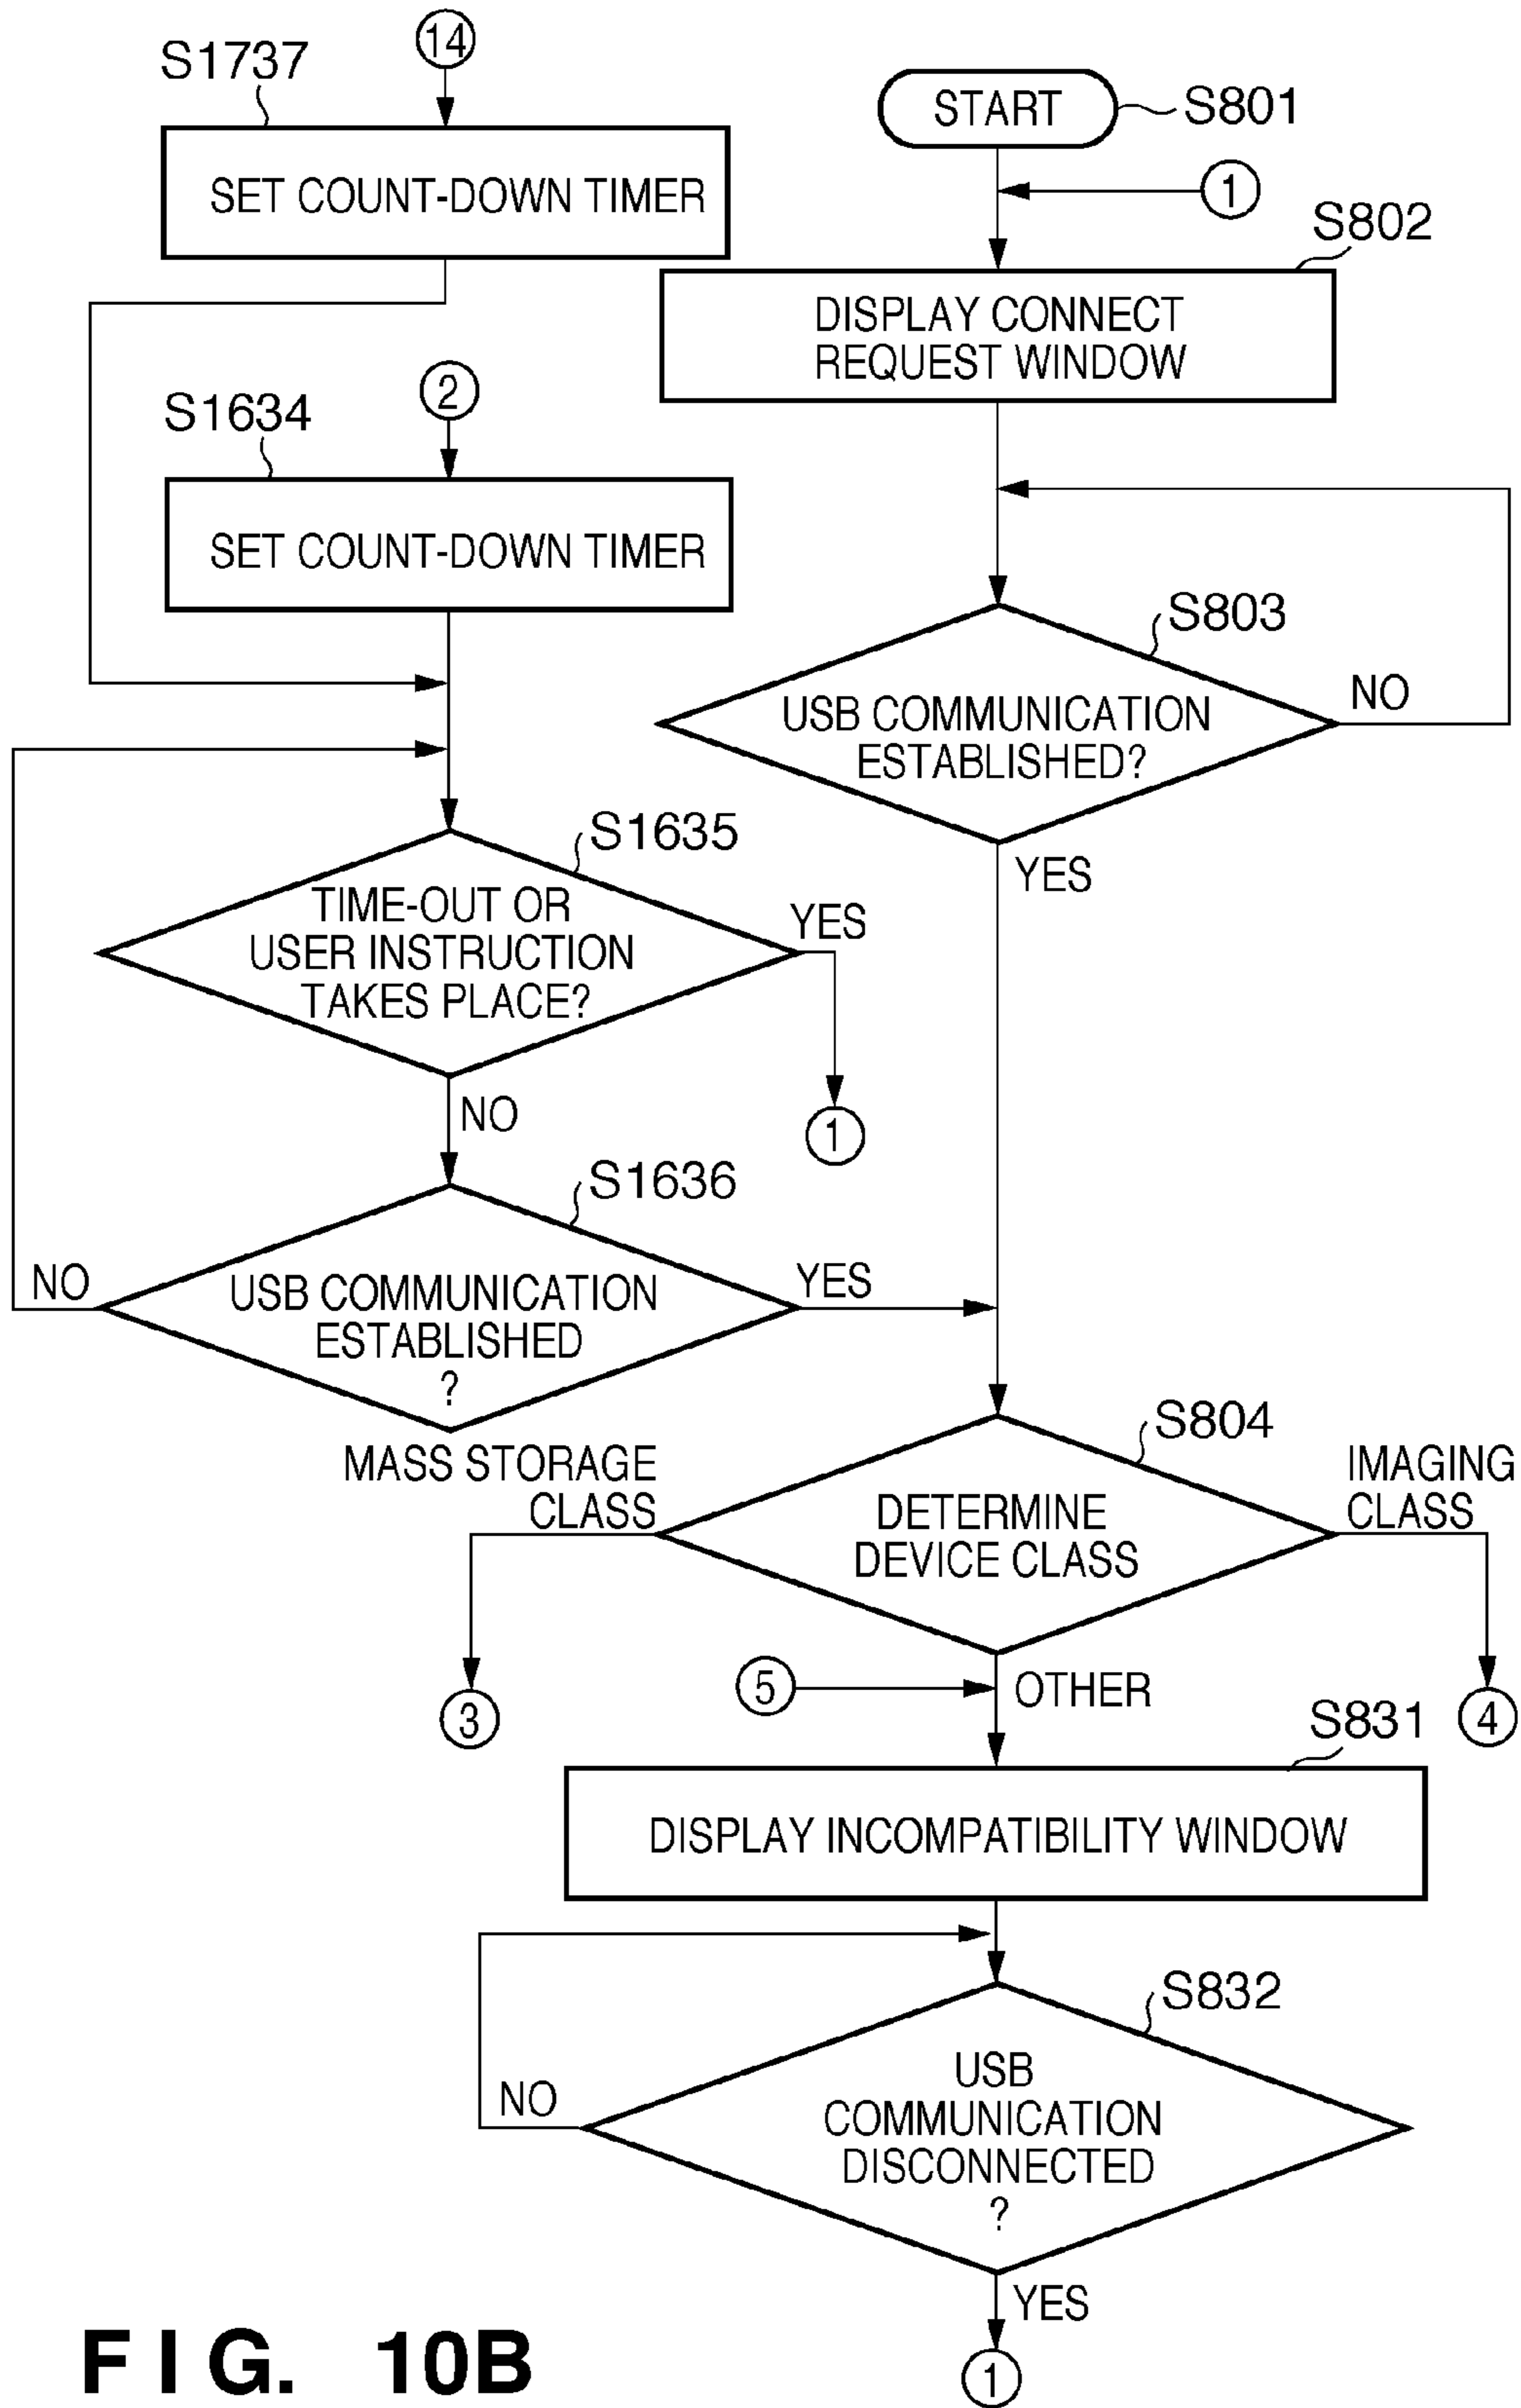 14
S1737
SET COUNT-DOWN TIMER
START
S801
1
S802
DISPLAY CONNECT
REQUEST WINDOW
2
S1634
SET COUNT-DOWN TIMER
S803
USB COMMUNICATION
ESTABLISHED?
NO
YES
S1635
TIME-OUT OR
USER INSTRUCTION
TAKES PLACE?
YES
1
NO
S1636
USB COMMUNICATION
ESTABLISHED
?
NO
YES
S804
DETERMINE
DEVICE CLASS
MASS STORAGE
CLASS
IMAGING
CLASS
3
4
5
OTHER
S831
DISPLAY INCOMPATIBILITY WINDOW
S832
USB
COMMUNICATION
DISCONNECTED
?
NO
YES
1
FIG. 10B